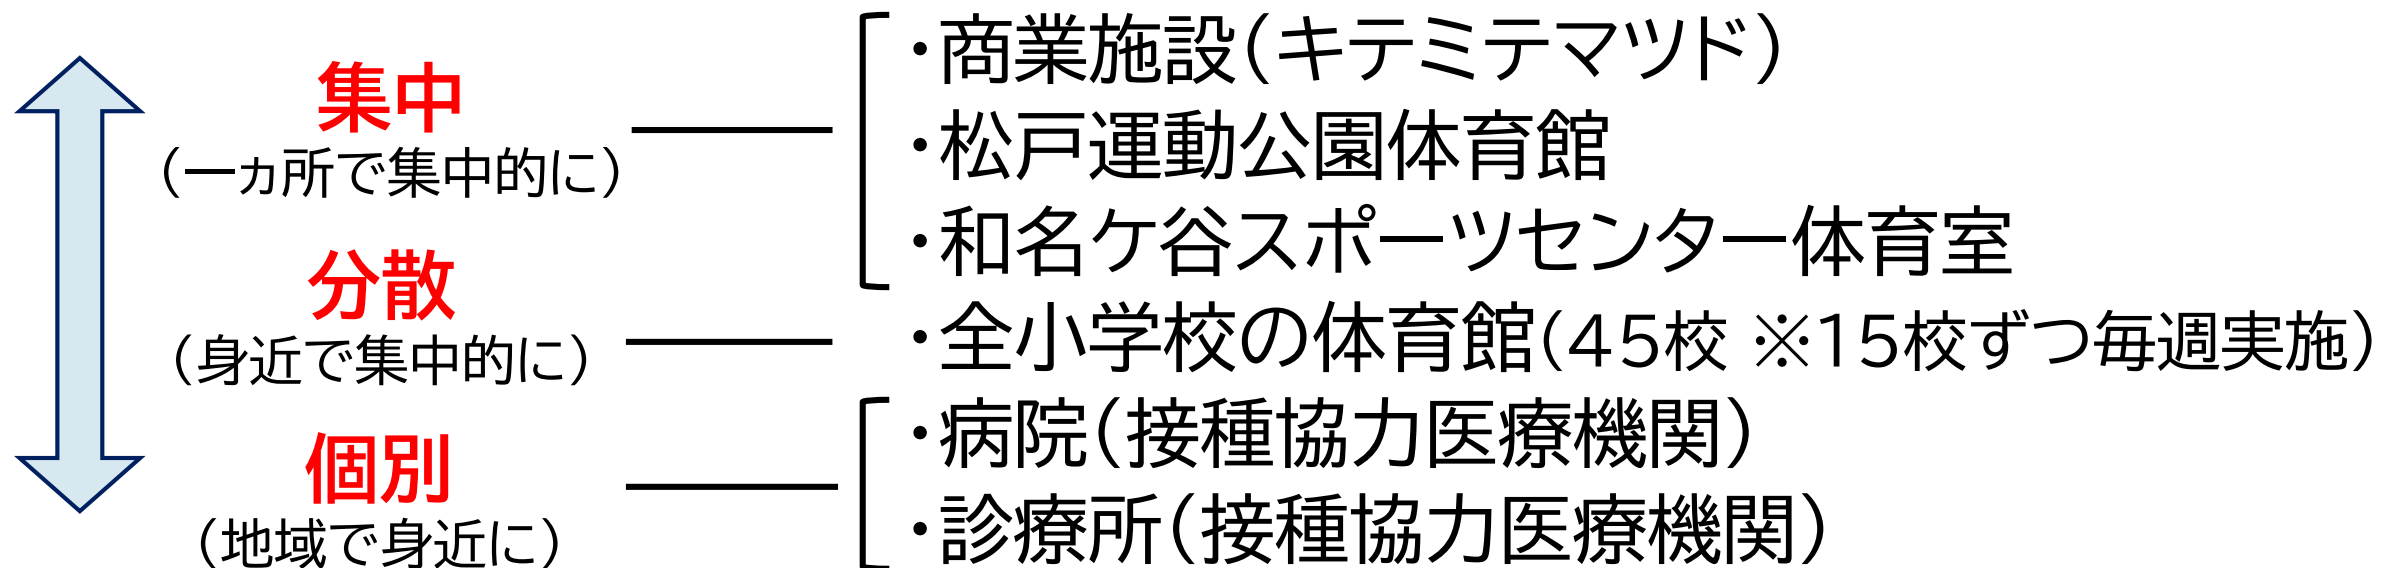 集中
(一ヵ所で集中的に)
・商業施設(キテミテマツド)
・松戸運動公園体育館
・和名ケ谷スポーツセンター体育室
分散
(身近で集中的に)
・全小学校の体育館(45校 ※15校ずつ毎週実施)
個別
(地域で身近に)
・病院(接種協力医療機関)
・診療所(接種協力医療機関)